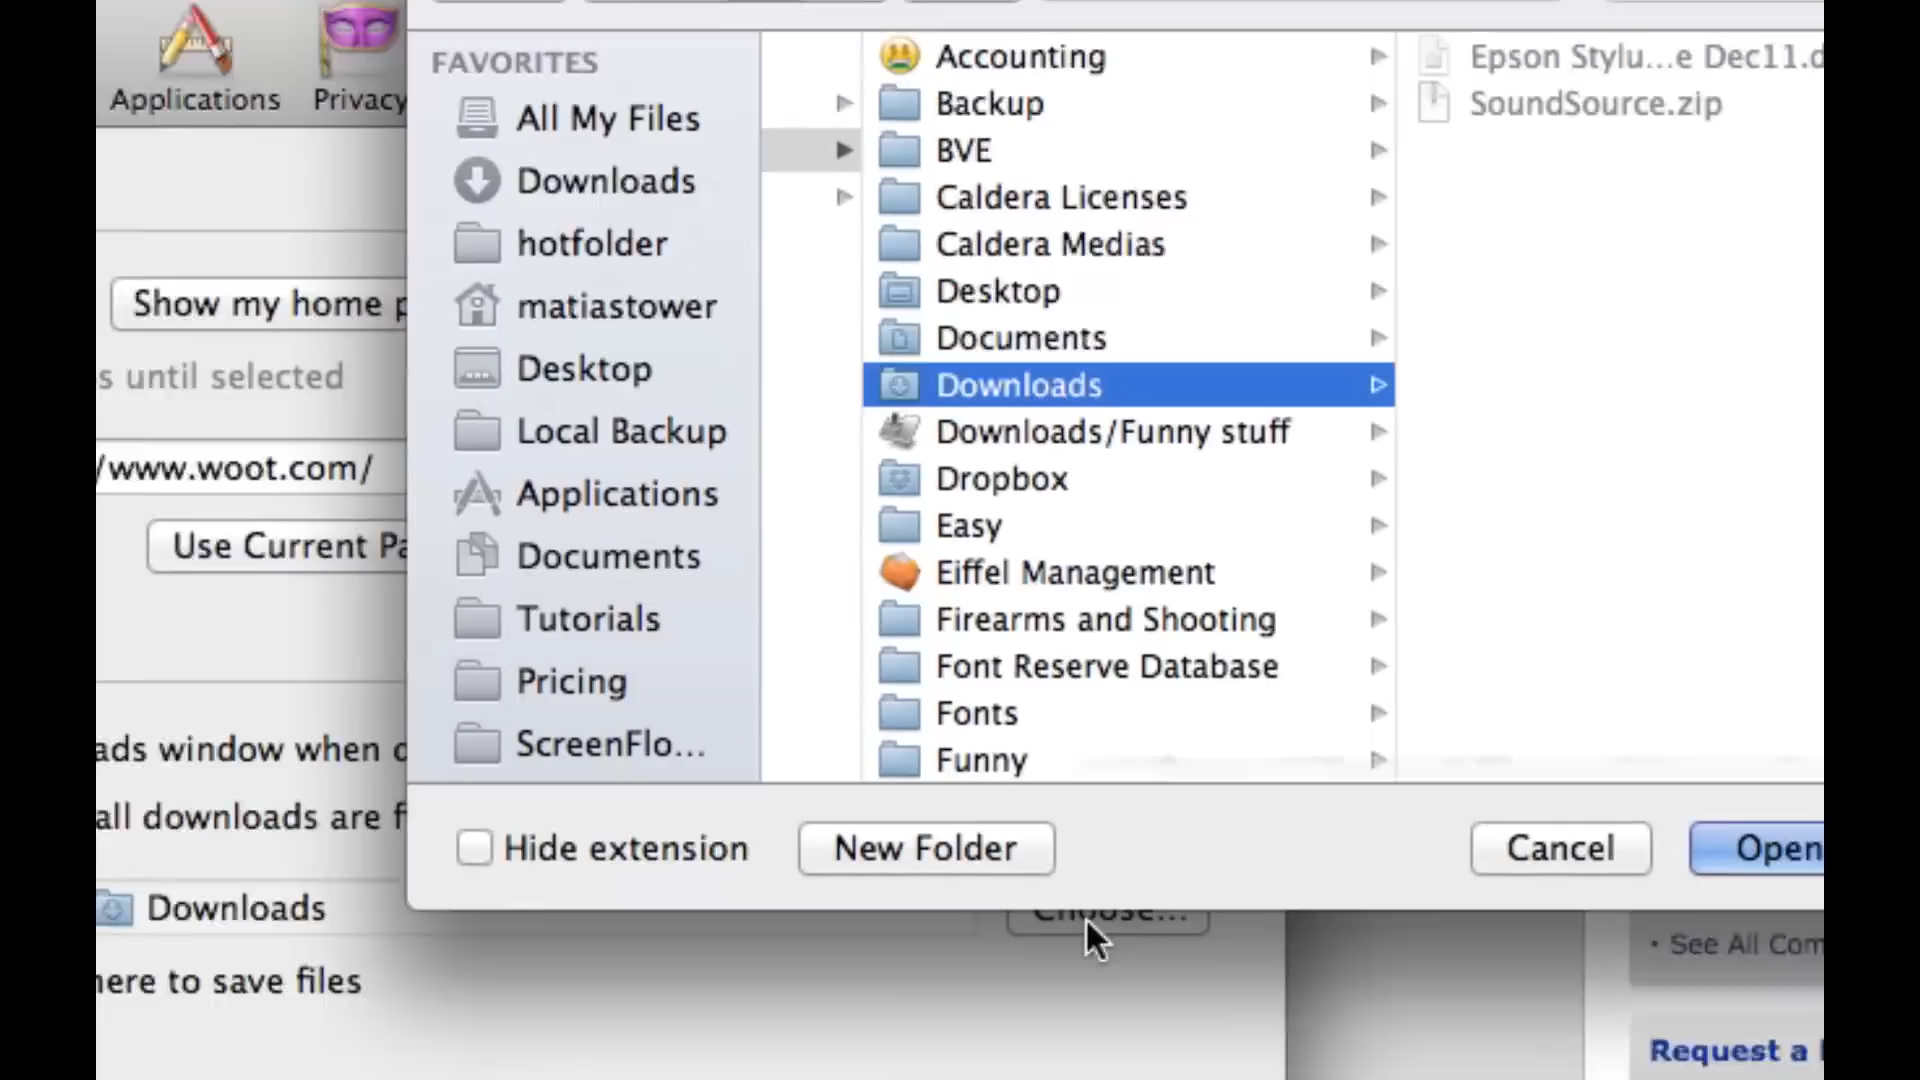 Applications
Privacy
Show my home p
s until selected
/www.woot.com/
Use Current Pa
ads window when d
all downloads are f
Downloads
here to save files
FAVORITES
All My Files
Downloads
hotfolder
matiastower
Desktop
Local Backup
Applications
Documents
Tutorials
Pricing
ScreenFlo...
Accounting
Backup
BVE
Caldera Licenses
Caldera Medias
Desktop
Documents
Downloads
Downloads/Funny stuff
Dropbox
Easy
Eiffel Management
Firearms and Shooting
Font Reserve Database
Fonts
Funny
Epson Stylu...e Dec11.d
SoundSource.zip
Hide extension
New Folder
Cancel
Open
Choose...
• See All Com
Request a